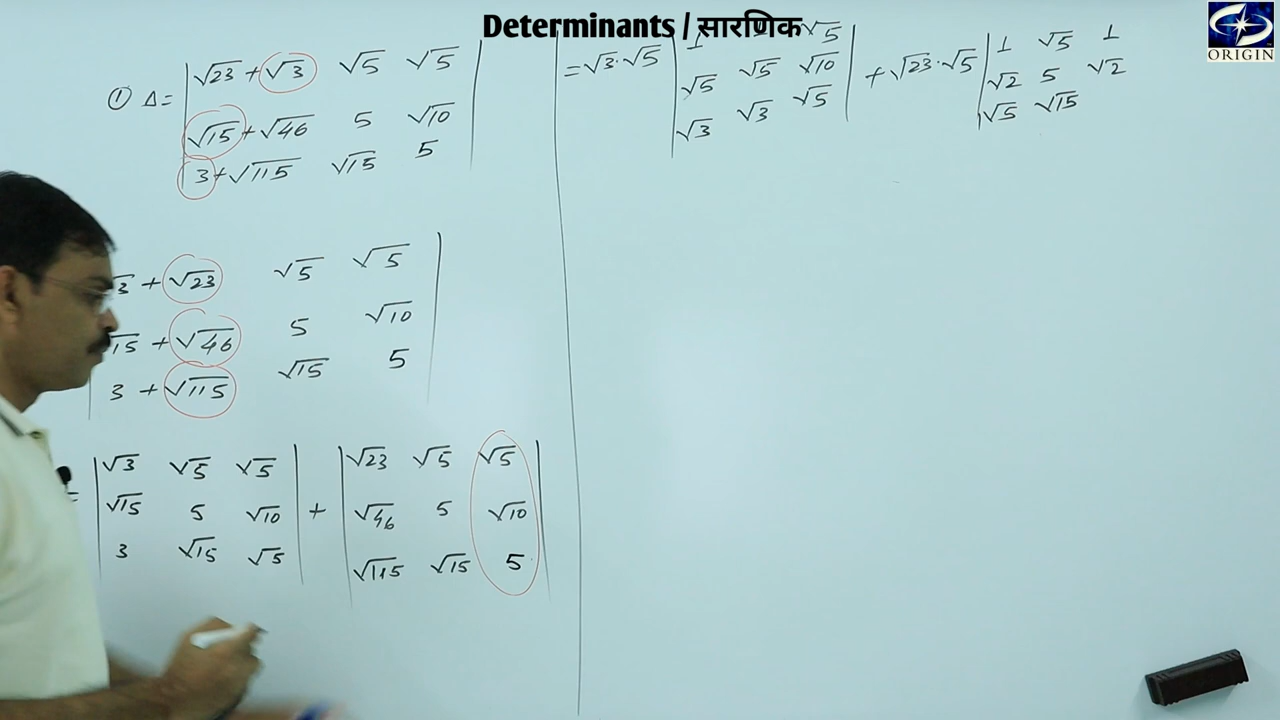 Determinants / सारणिक
ORIGIN
① Δ = | √23 + √3 √5 √5 |
| √15 + √46 5 √10 |
| 3 + √115 √15 5 |
√3 + √23 √5 √5 |
√15 + √46 5 √10 |
| 3 + √115 √15 5 |
= | √3 √5 √5 | + | √23 √5 √5 |
| √15 5 √10 | | √46 5 √10 |
| 3 √15 √5 | | √115 √15 5 |
= √3·√5 | 1 √5 | + √23·√5 | 1 √5 1 |
| √5 √5 √10 | | √2 5 √2 |
| √3 √3 √5 | | √5 √15